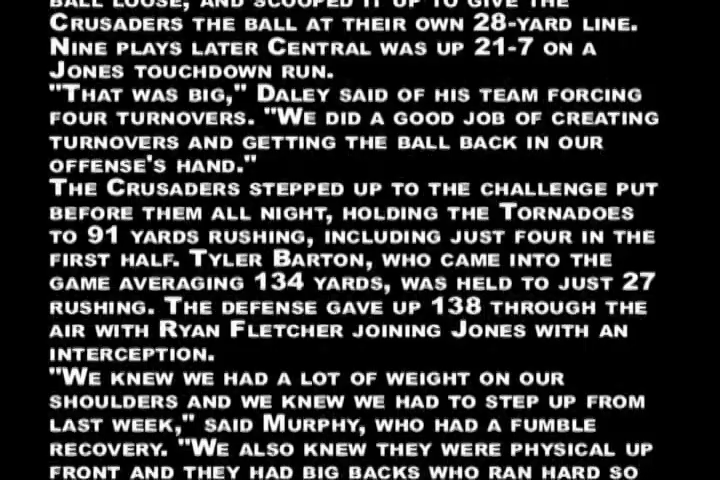 BALL LOOSE, AND SCOOPED IT UP TO GIVE THE
CRUSADERS THE BALL AT THEIR OWN 28-YARD LINE.
NINE PLAYS LATER CENTRAL WAS UP 21-7 ON A
JONES TOUCHDOWN RUN.
"THAT WAS BIG," DALEY SAID OF HIS TEAM FORCING
FOUR TURNOVERS. "WE DID A GOOD JOB OF CREATING
TURNOVERS AND GETTING THE BALL BACK IN OUR
OFFENSE'S HAND."
THE CRUSADERS STEPPED UP TO THE CHALLENGE PUT
BEFORE THEM ALL NIGHT, HOLDING THE TORNADOES
TO 91 YARDS RUSHING, INCLUDING JUST FOUR IN THE
FIRST HALF. TYLER BARTON, WHO CAME INTO THE
GAME AVERAGING 134 YARDS, WAS HELD TO JUST 27
RUSHING. THE DEFENSE GAVE UP 138 THROUGH THE
AIR WITH RYAN FLETCHER JOINING JONES WITH AN
INTERCEPTION.
"WE KNEW WE HAD A LOT OF WEIGHT ON OUR
SHOULDERS AND WE KNEW WE HAD TO STEP UP FROM
LAST WEEK," SAID MURPHY, WHO HAD A FUMBLE
RECOVERY. "WE ALSO KNEW THEY WERE PHYSICAL UP
FRONT AND THEY HAD BIG BACKS WHO RAN HARD SO